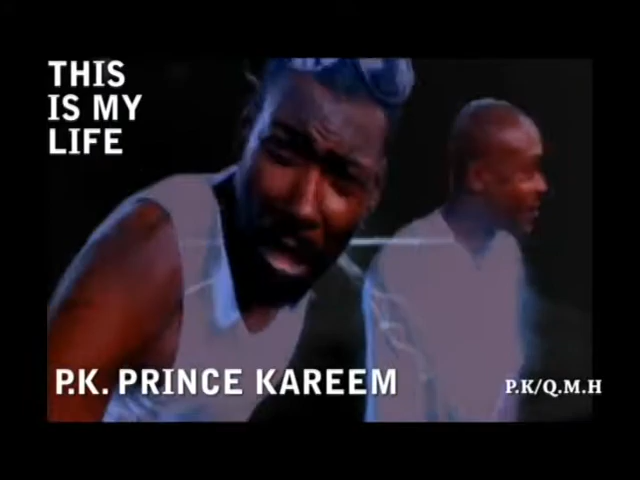 THIS
IS MY
LIFE
P.K. PRINCE KAREEM
P.K/Q.M.H